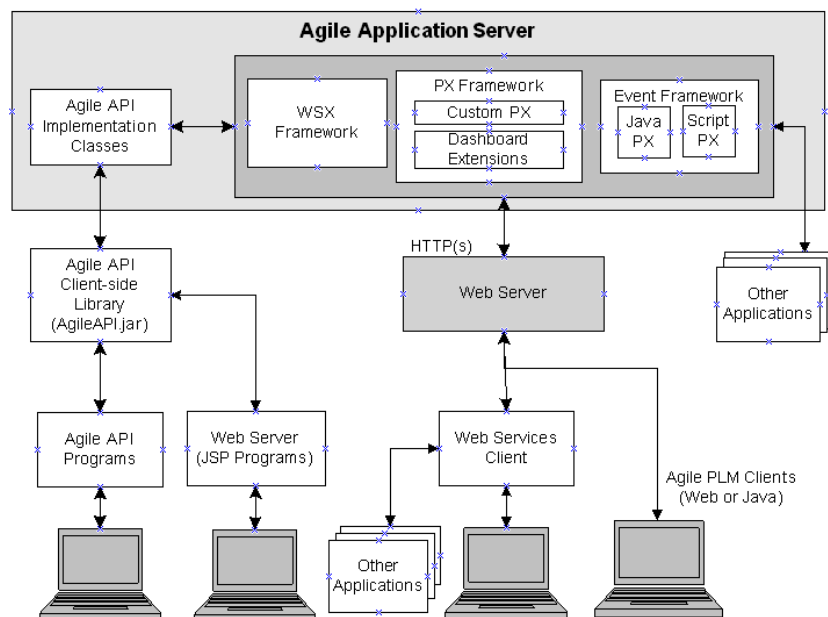 Agile Application Server
Agile API
Implementation
Classes
WSX
Framework
PX Framework
Custom PX
Dashboard
Extensions
Event Framework
Java
PX
Script
PX
Agile API
Client-side
Library
(AgileAPI.jar)
HTTP(s)
Web Server
Other
Applications
Agile API
Programs
Web Server
(JSP Programs)
Web Services
Client
Agile PLM Clients
(Web or Java)
Other
Applications